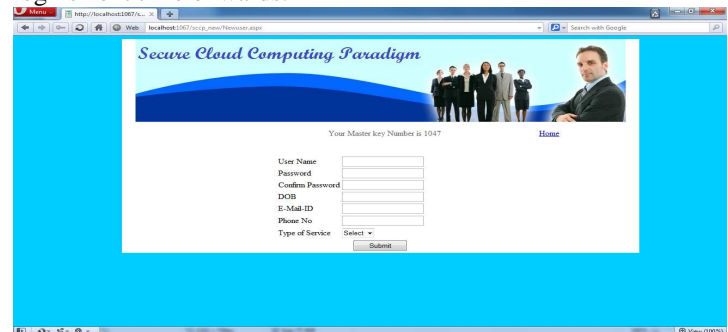 Menu http://localhost:1067/s...
Web localhost:1067/sccp_new/Newuser.aspx Search with Google
Secure Cloud Computing Paradigm
Your Master key Number is 1047 Home
User Name
Password
Confirm Password
DOB
E-Mail-ID
Phone No
Type of Service Select
Submit
View (100%)